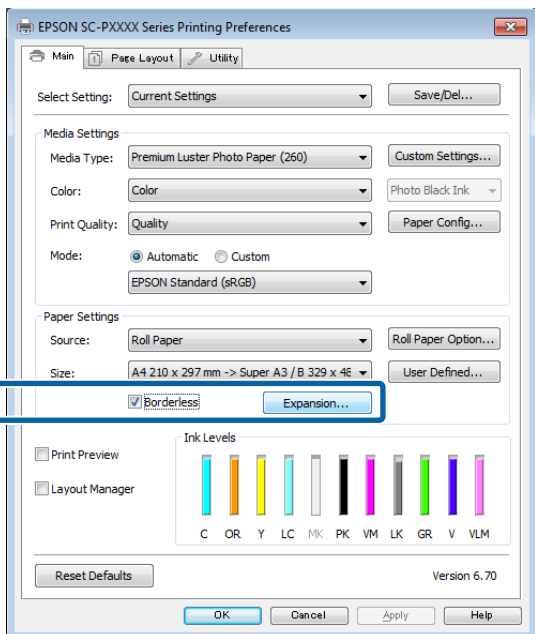 EPSON SC-PXXXX Series Printing Preferences
Main Page Layout Utility
Select Setting: Current Settings Save/Del...
Media Settings
Media Type: Premium Luster Photo Paper (260) Custom Settings...
Color: Color Photo Black Ink
Print Quality: Quality Paper Config...
Mode: Automatic Custom
EPSON Standard (sRGB)
Paper Settings
Source: Roll Paper Roll Paper Option...
Size: A4 210 x 297 mm -> Super A3 / B 329 x 48 User Defined...
Borderless Expansion...
Ink Levels
Print Preview
Layout Manager
C OR Y LC MK PK VM LK GR V VLM
Reset Defaults Version 6.70
OK Cancel Apply Help